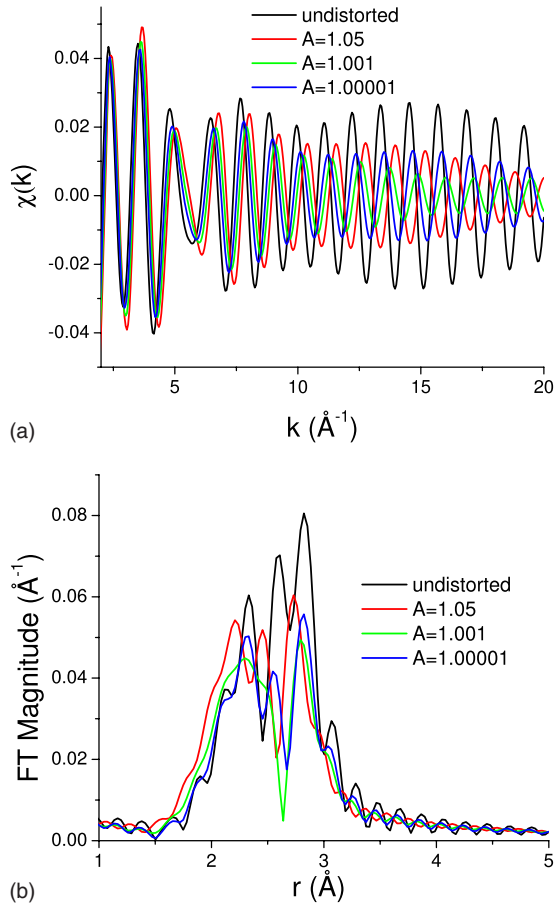 undistorted
A=1.05
A=1.001
A=1.00001
0.04
0.02
0.00
-0.02
-0.04
χ(k)
5
10
15
20
k (Å⁻¹)
(a)
0.08
0.06
0.04
0.02
0.00
FT Magnitude (Å⁻¹)
undistorted
A=1.05
A=1.001
A=1.00001
1
2
3
4
5
r (Å)
(b)